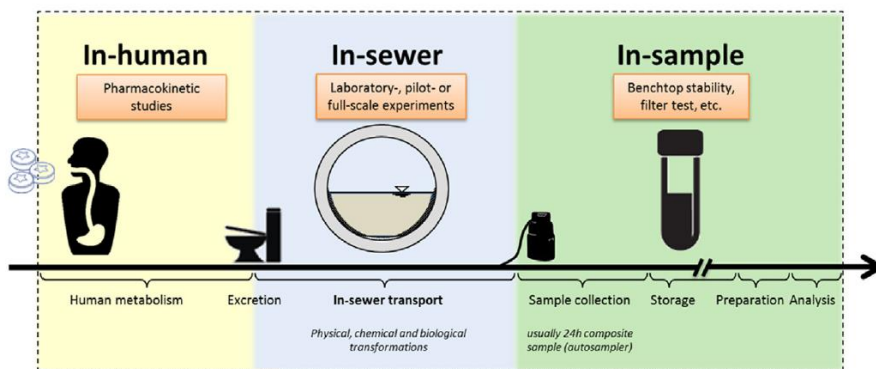 In-human
In-sewer
In-sample
Pharmacokinetic
studies
Laboratory-, pilot- or
full-scale experiments
Benchtop stability,
filter test, etc.
Human metabolism
Excretion
In-sewer transport
Sample collection
Storage
Preparation
Analysis
Physical, chemical and biological
transformations
usually 24h composite
sample (autosampler)